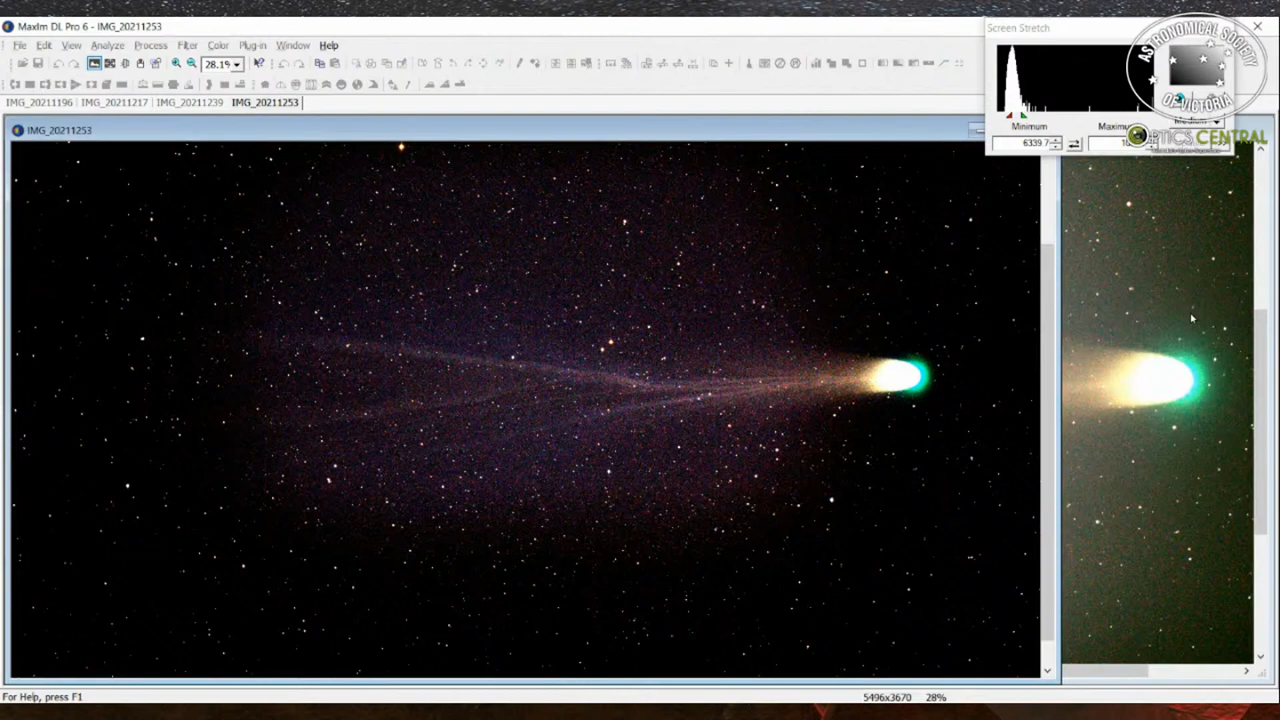 MaxIm DL Pro 6 - IMG_20211253
Screen Stretch
File Edit View Analyze Process Filter Color Plug-in Window Help
28.1%
IMG_20211196 IMG_20211217 IMG_20211239 IMG_20211253
ASTRONOMICAL SOCIETY
OF VICTORIA
Minimum
6339.7
OPTICS CENTRAL
IMG_20211253
For Help, press F1
5496x3670 28%